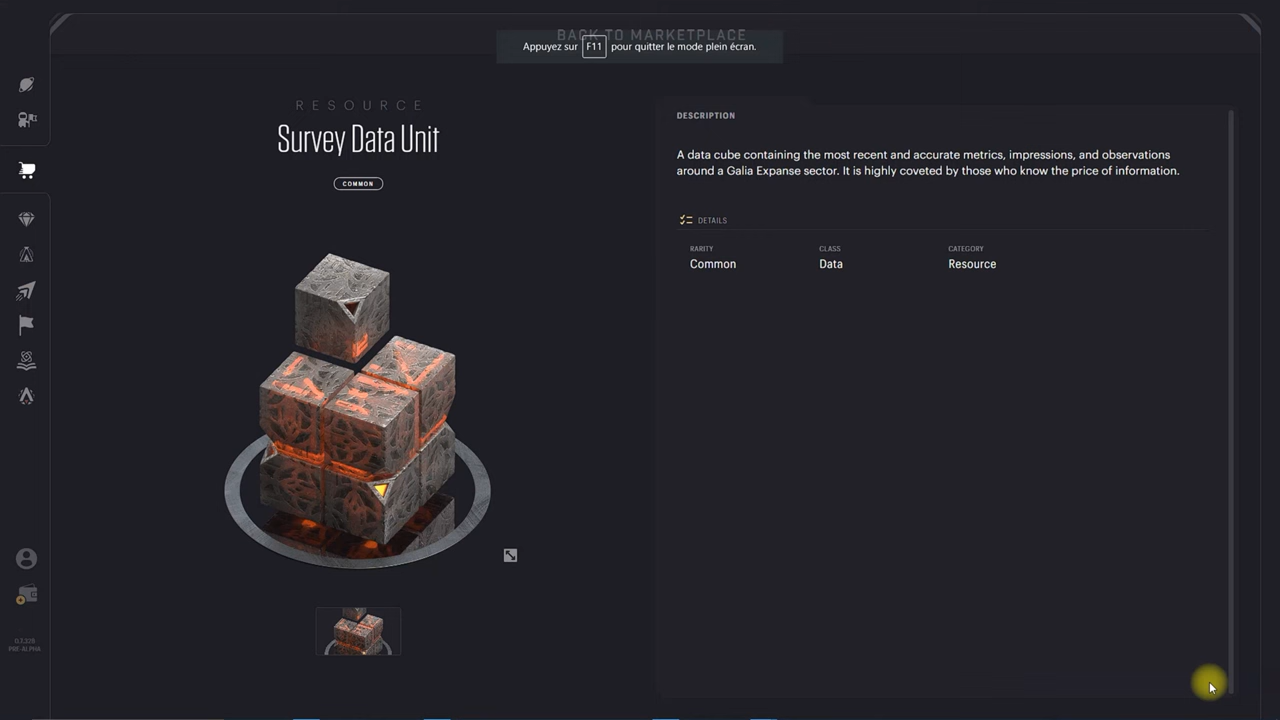 BACK TO MARKETPLACE
Appuyez sur F11 pour quitter le mode plein écran.
RESOURCE
Survey Data Unit
COMMON
DESCRIPTION
A data cube containing the most recent and accurate metrics, impressions, and observations
around a Galia Expanse sector. It is highly coveted by those who know the price of information.
DETAILS
RARITY CLASS CATEGORY
Common Data Resource
PRE-ALPHA